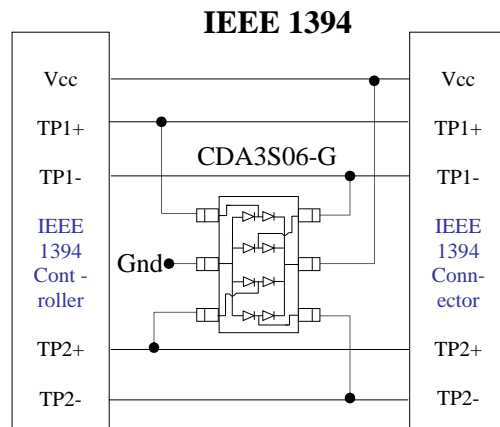 IEEE 1394
Vcc
TP1+
TP1-
IEEE
1394
Cont -
roller
TP2+
TP2-
CDA3S06-G
Gnd
Vcc
TP1+
TP1-
IEEE
1394
Conn-
ector
TP2+
TP2-